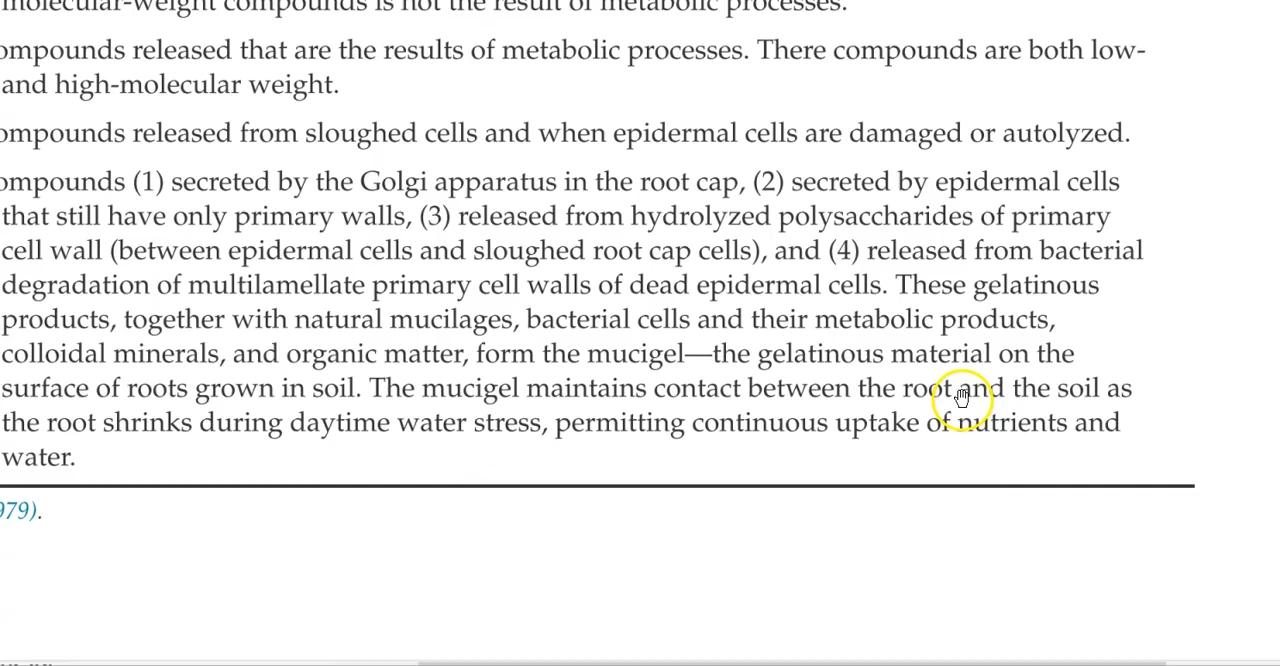 molecular-weight compounds is not the result of metabolic processes.
ompounds released that are the results of metabolic processes. There compounds are both low-
and high-molecular weight.
ompounds released from sloughed cells and when epidermal cells are damaged or autolyzed.
ompounds (1) secreted by the Golgi apparatus in the root cap, (2) secreted by epidermal cells
that still have only primary walls, (3) released from hydrolyzed polysaccharides of primary
cell wall (between epidermal cells and sloughed root cap cells), and (4) released from bacterial
degradation of multilamellate primary cell walls of dead epidermal cells. These gelatinous
products, together with natural mucilages, bacterial cells and their metabolic products,
colloidal minerals, and organic matter, form the mucigel—the gelatinous material on the
surface of roots grown in soil. The mucigel maintains contact between the root and the soil as
the root shrinks during daytime water stress, permitting continuous uptake of nutrients and
water.
979).